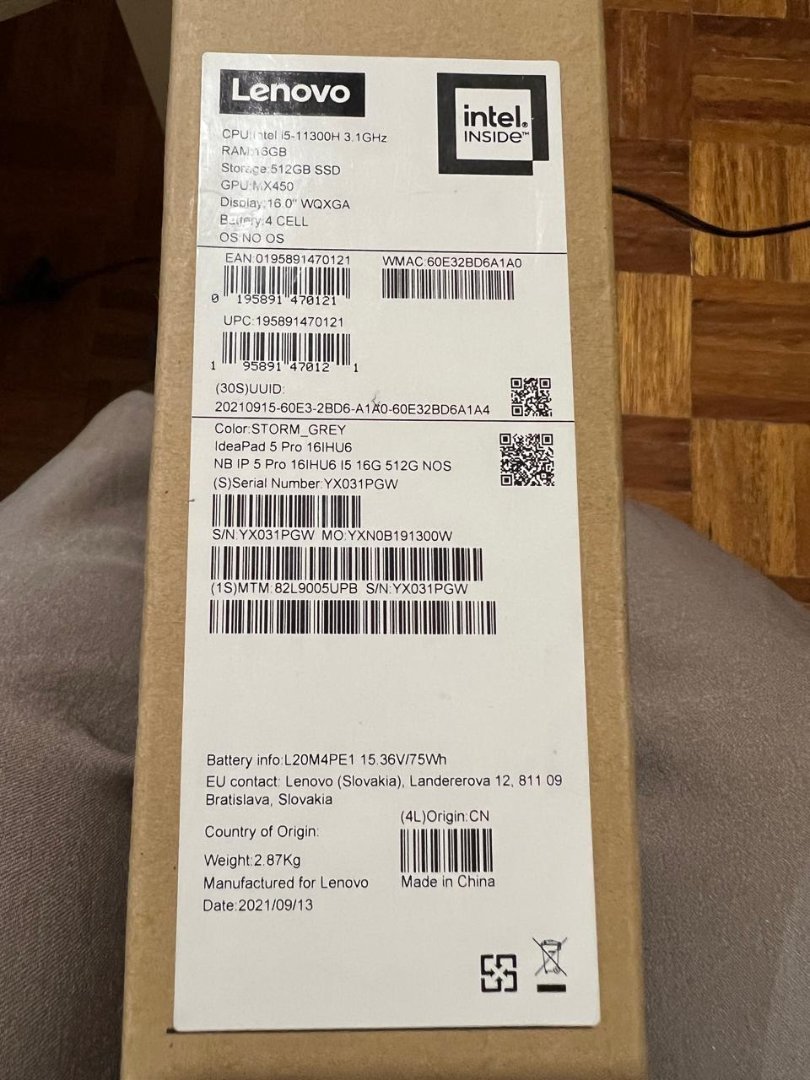 Lenovo
intel.
INSIDE™
CPU:Intel i5-11300H 3.1GHz
RAM:16GB
Storage:512GB SSD
GPU:MX450
Display:16.0" WQXGA
Battery:4 CELL
OS:NO OS
EAN:0195891470121
WMAC:60E32BD6A1A0
0 195891 470121
UPC:195891470121
1 95891 47012 1
(30S)UUID:
20210915-60E3-2BD6-A1A0-60E32BD6A1A4
Color:STORM_GREY
IdeaPad 5 Pro 16IHU6
NB IP 5 Pro 16IHU6 I5 16G 512G NOS
(S)Serial Number:YX031PGW
S/N:YX031PGW MO:YXN0B191300W
(1S)MTM:82L9005UPB S/N:YX031PGW
Battery info:L20M4PE1 15.36V/75Wh
EU contact: Lenovo (Slovakia), Landererova 12, 811 09
Bratislava, Slovakia
(4L)Origin:CN
Country of Origin:
Weight:2.87Kg
Manufactured for Lenovo
Made in China
Date:2021/09/13